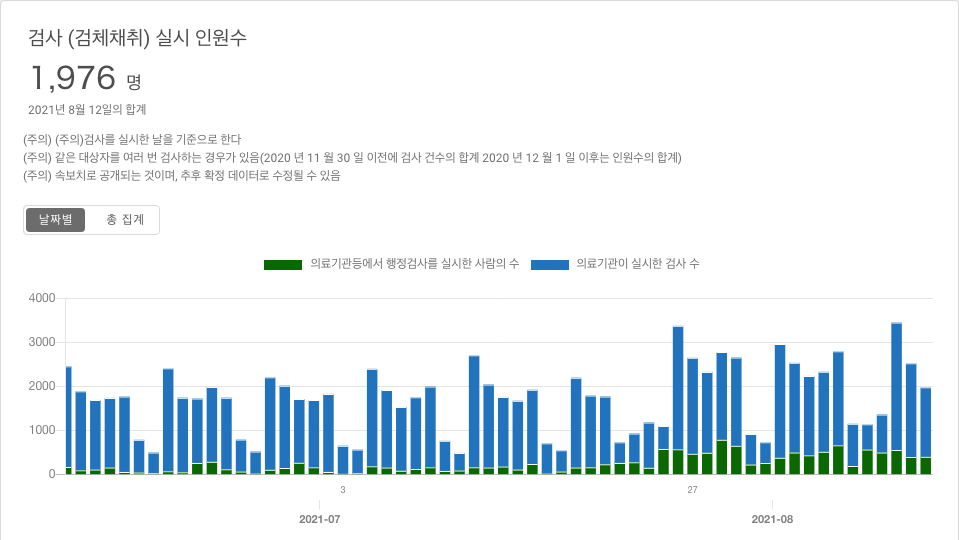 검사 (검체채취) 실시 인원수
1,976 명
2021년 8월 12일의 합계
(주의) (주의)검사를 실시한 날을 기준으로 한다
(주의) 같은 대상자를 여러 번 검사하는 경우가 있음(2020 년 11 월 30 일 이전에 검사 건수의 합계 2020 년 12 월 1 일 이후는 인원수의 합계)
(주의) 속보치로 공개되는 것이며, 추후 확정 데이터로 수정될 수 있음
날짜별 총 집계
의료기관등에서 행정검사를 실시한 사람의 수 의료기관이 실시한 검사 수
4000
3000
2000
1000
0
3 27
2021-07 2021-08